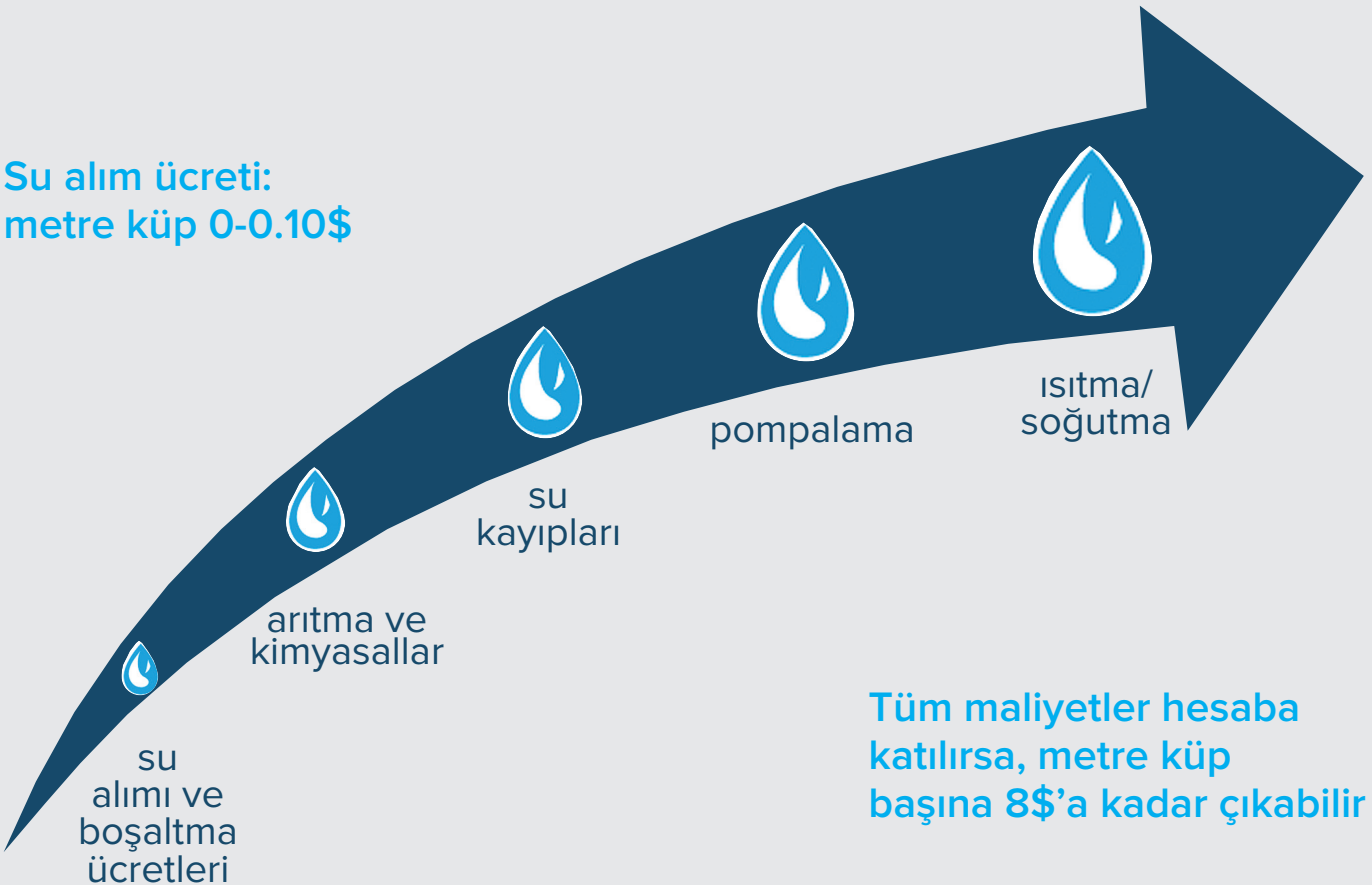 Su alım ücreti:
metre küp 0-0.10$
su
alımı ve
boşaltma
ücretleri
arıtma ve
kimyasallar
su
kayıpları
pompalama
ısıtma/
soğutma
Tüm maliyetler hesaba
katılırsa, metre küp
başına 8$’a kadar çıkabilir